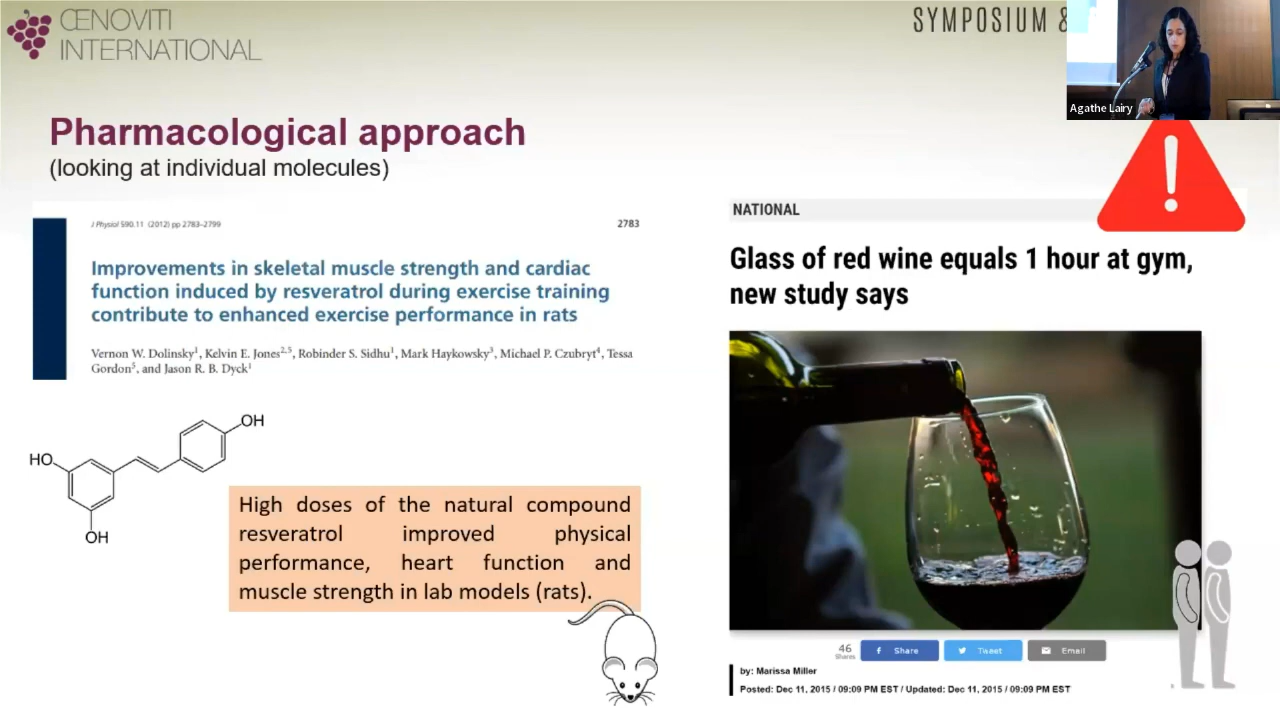 ŒNOVITI
INTERNATIONAL
SYMPOSIUM &
Agathe Lairy
Pharmacological approach
(looking at individual molecules)
J Physiol 590.11 (2012) pp 2783–2799
2783
Improvements in skeletal muscle strength and cardiac
function induced by resveratrol during exercise training
contribute to enhanced exercise performance in rats
Vernon W. Dolinsky1, Kelvin E. Jones2,5, Robinder S. Sidhu1, Mark Haykowsky3, Michael P. Czubryt4, Tessa
Gordon5, and Jason R. B. Dyck1
OH
HO
OH
High doses of the natural compound
resveratrol improved physical
performance, heart function and
muscle strength in lab models (rats).
NATIONAL
Glass of red wine equals 1 hour at gym,
new study says
46
Shares
f Share
Tweet
Email
by: Marissa Miller
Posted: Dec 11, 2015 / 09:09 PM EST / Updated: Dec 11, 2015 / 09:09 PM EST